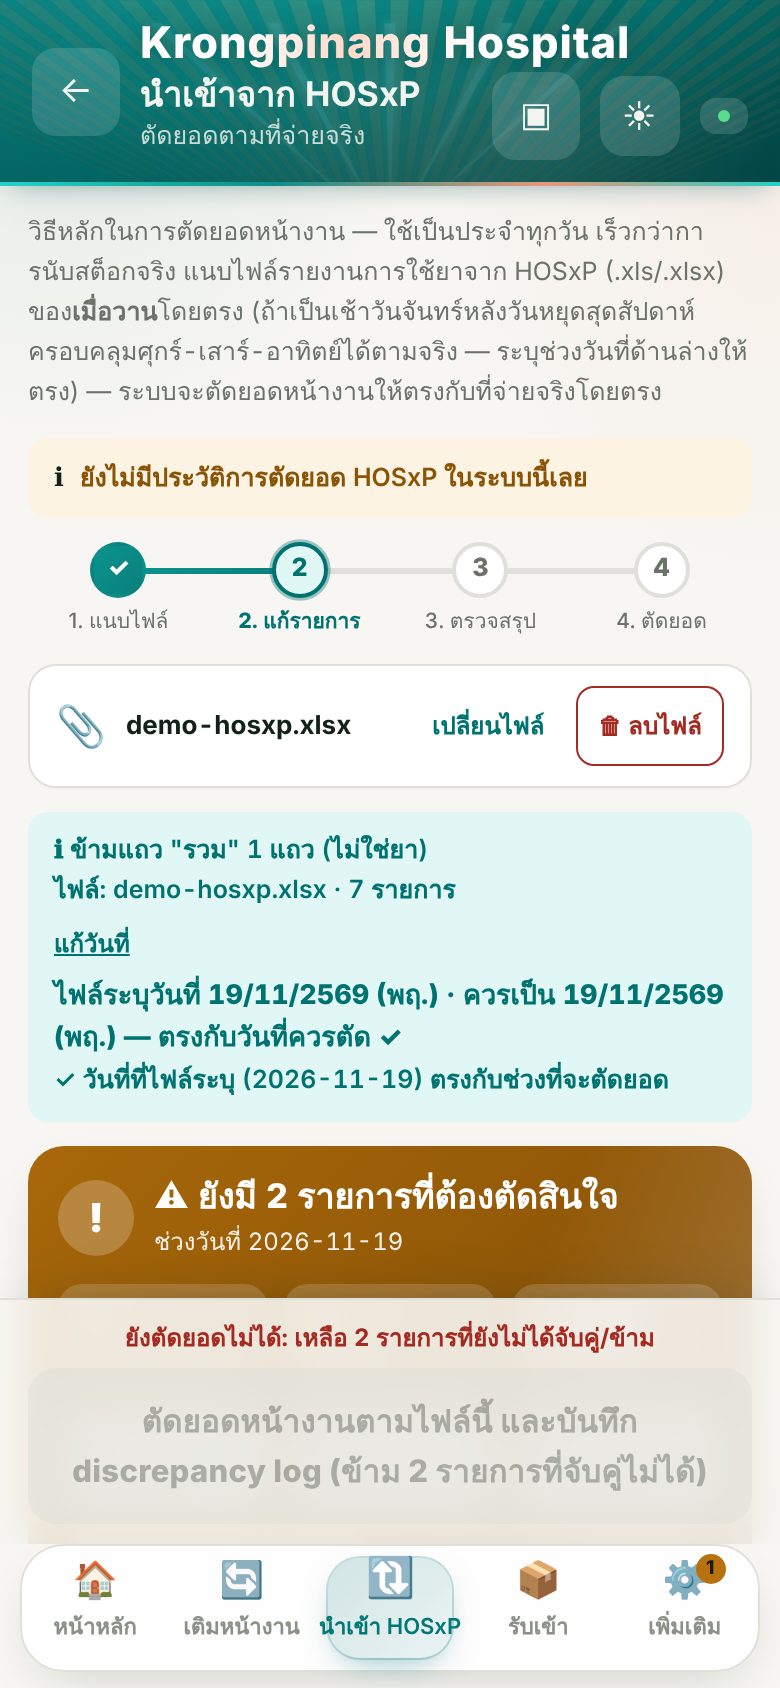 Krongpinang Hospital
นำเข้าจาก HOSxP
ตัดยอดตามที่จ่ายจริง
วิธีหลักในการตัดยอดหน้างาน — ใช้เป็นประจำทุกวัน เร็วกว่ากา
รนับสต็อกจริง แนบไฟล์รายงานการใช้ยาจาก HOSxP (.xls/.xlsx)
ของเมื่อวานโดยตรง (ถ้าเป็นเช้าวันจันทร์หลังวันหยุดสุดสัปดาห์
ครอบคลุมศุกร์-เสาร์-อาทิตย์ได้ตามจริง — ระบุช่วงวันที่ด้านล่างให้
ตรง) — ระบบจะตัดยอดหน้างานให้ตรงกับที่จ่ายจริงโดยตรง
ℹ ยังไม่มีประวัติการตัดยอด HOSxP ในระบบนี้เลย
✓ 2 3 4
1. แนบไฟล์ 2. แก้รายการ 3. ตรวจสรุป 4. ตัดยอด
📎 demo-hosxp.xlsx เปลี่ยนไฟล์ 🗑 ลบไฟล์
ℹ ข้ามแถว "รวม" 1 แถว (ไม่ใช่ยา)
ไฟล์: demo-hosxp.xlsx · 7 รายการ
แก้วันที่
ไฟล์ระบุวันที่ 19/11/2569 (พฤ.) · ควรเป็น 19/11/2569
(พฤ.) — ตรงกับวันที่ควรตัด ✓
✓ วันที่ที่ไฟล์ระบุ (2026-11-19) ตรงกับช่วงที่จะตัดยอด
! ⚠ ยังมี 2 รายการที่ต้องตัดสินใจ
ช่วงวันที่ 2026-11-19
ยังตัดยอดไม่ได้: เหลือ 2 รายการที่ยังไม่ได้จับคู่/ข้าม
ตัดยอดหน้างานตามไฟล์นี้ และบันทึก
discrepancy log (ข้าม 2 รายการที่จับคู่ไม่ได้)
1
หน้าหลัก เติมหน้างาน นำเข้า HOSxP รับเข้า เพิ่มเติม